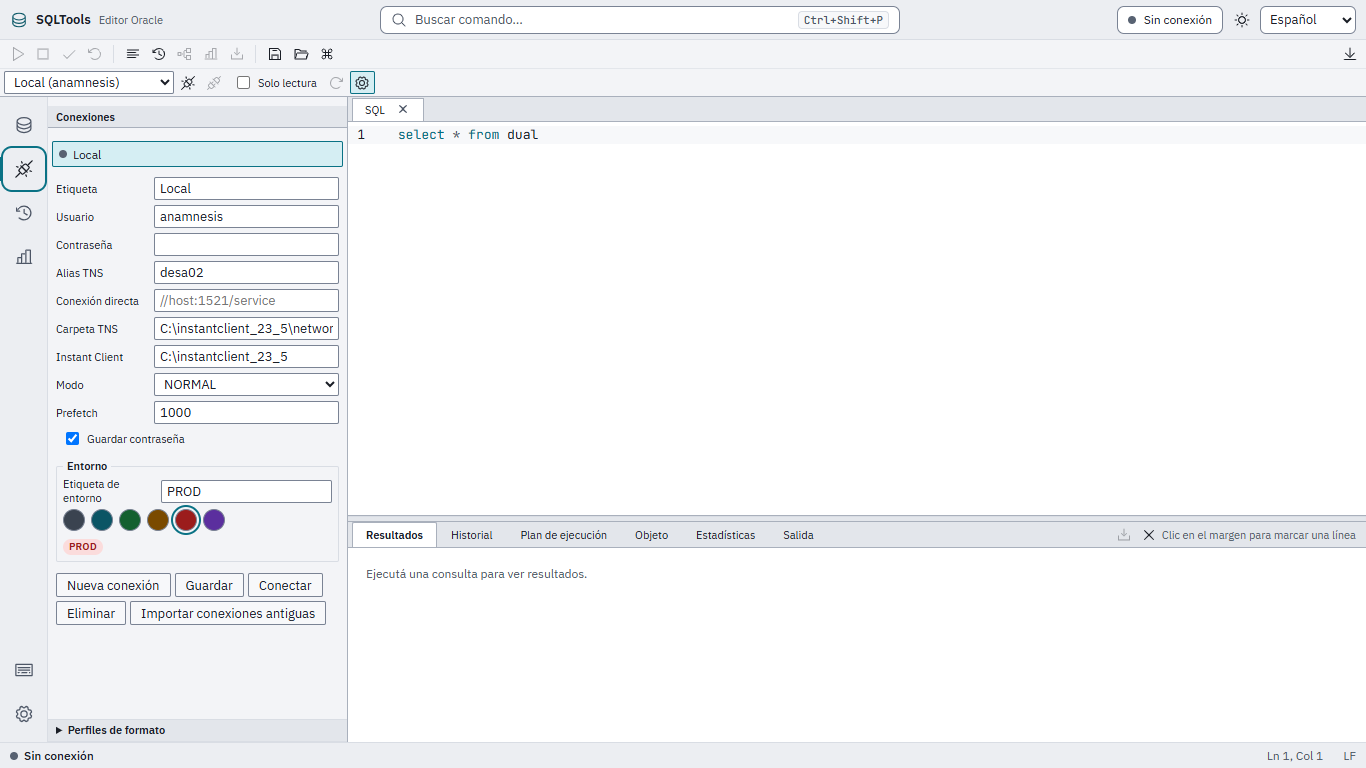 SQLTools Editor Oracle
Buscar comando... Ctrl+Shift+P
Sin conexión
Español
Local (anamnesis)
Solo lectura
Conexiones
Local
Etiqueta Local
Usuario anamnesis
Contraseña
Alias TNS desa02
Conexión directa //host:1521/service
Carpeta TNS C:\instantclient_23_5\networ
Instant Client C:\instantclient_23_5
Modo NORMAL
Prefetch 1000
Guardar contraseña
Entorno
Etiqueta de entorno PROD
PROD
Nueva conexión Guardar Conectar
Eliminar Importar conexiones antiguas
Perfiles de formato
SQL
1 select * from dual
Resultados Historial Plan de ejecución Objeto Estadísticas Salida
Clic en el margen para marcar una línea
Ejecutá una consulta para ver resultados.
Sin conexión
Ln 1, Col 1 LF